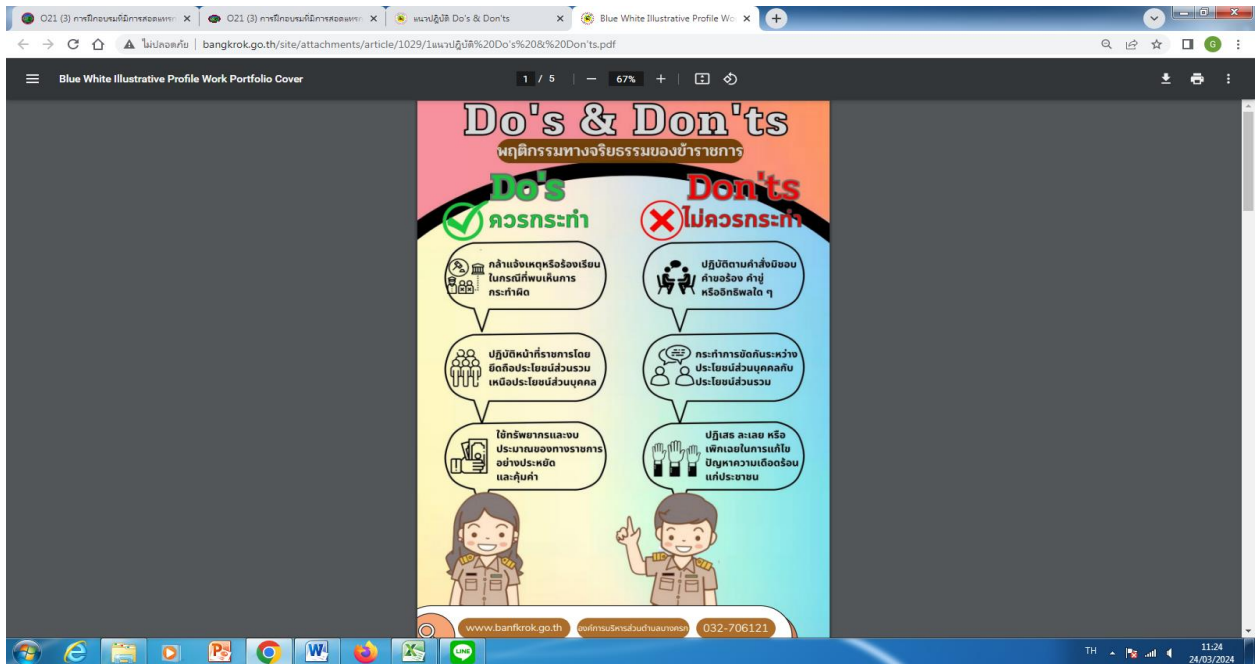 O21 (3) การฝึกอบรมที่มีการสอดแทรก
O21 (3) การฝึกอบรมที่มีการสอดแทรก
แนวปฏิบัติ Do's & Don'ts
Blue White Illustrative Profile Wo
ไม่ปลอดภัย
bangkrok.go.th/site/attachments/article/1029/1แนวปฏิบัติ%20Do's%20&%20Don'ts.pdf
G
Blue White Illustrative Profile Work Portfolio Cover
1 / 5
67%
Do's & Don'ts
พฤติกรรมทางจริยธรรมของข้าราชการ
Do's
ควรกระทำ
กล้าแจ้งเหตุหรือร้องเรียน
ในกรณีที่พบเห็นการ
กระทำผิด
ปฏิบัติหน้าที่ราชการโดย
ยึดถือประโยชน์ส่วนรวม
เหนือประโยชน์ส่วนบุคคล
ใช้ทรัพยากรและงบ
ประมาณของทางราชการ
อย่างประหยัด
และคุ้มค่า
Don'ts
ไม่ควรกระทำ
ปฏิบัติตามคำสั่งมิชอบ
คำขอร้อง คำขู่
หรืออิทธิพลใด ๆ
กระทำการขัดกันระหว่าง
ประโยชน์ส่วนบุคคลกับ
ประโยชน์ส่วนรวม
ปฏิเสธ ละเลย หรือ
เพิกเฉยในการแก้ไข
ปัญหาความเดือดร้อน
แก่ประชาชน
www.banfkrok.go.th
องค์การบริหารส่วนตำบลบางครก
032-706121
LINE
TH
11:24
24/03/2024